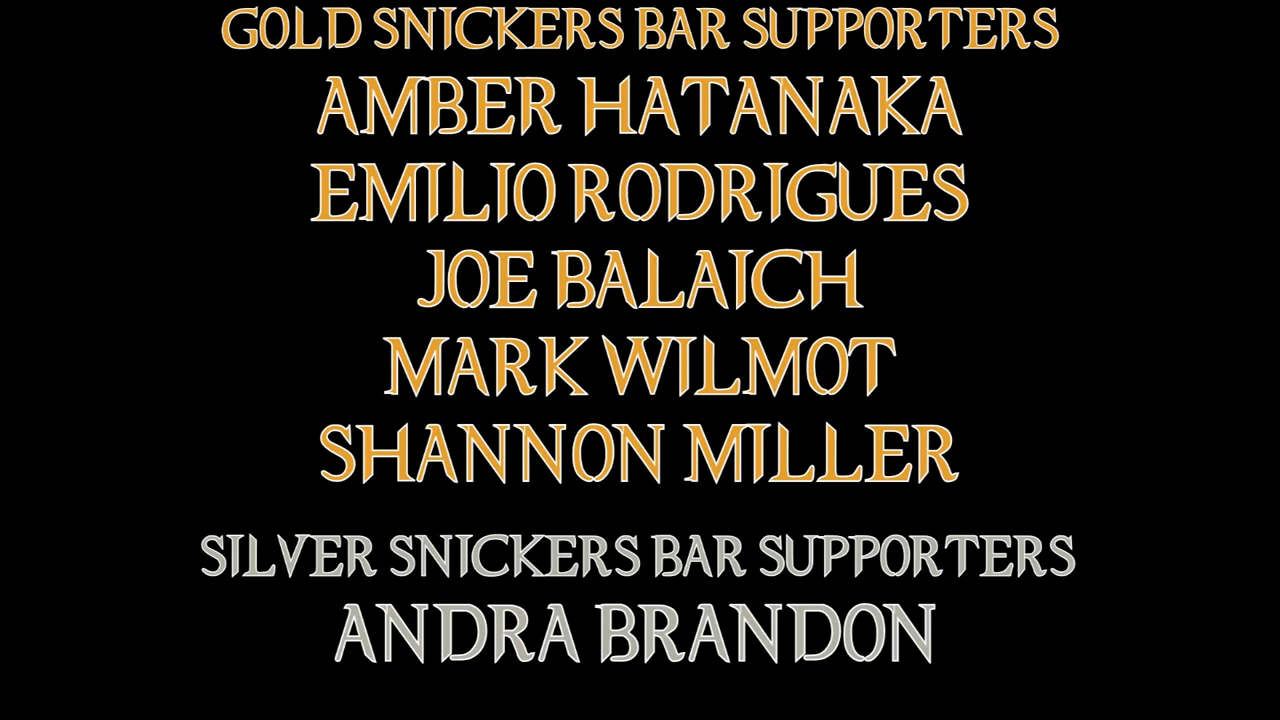 GOLD SNICKERS BAR SUPPORTERS
AMBER HATANAKA
EMILIO RODRIGUES
JOE BALAICH
MARK WILMOT
SHANNON MILLER
SILVER SNICKERS BAR SUPPORTERS
ANDRA BRANDON